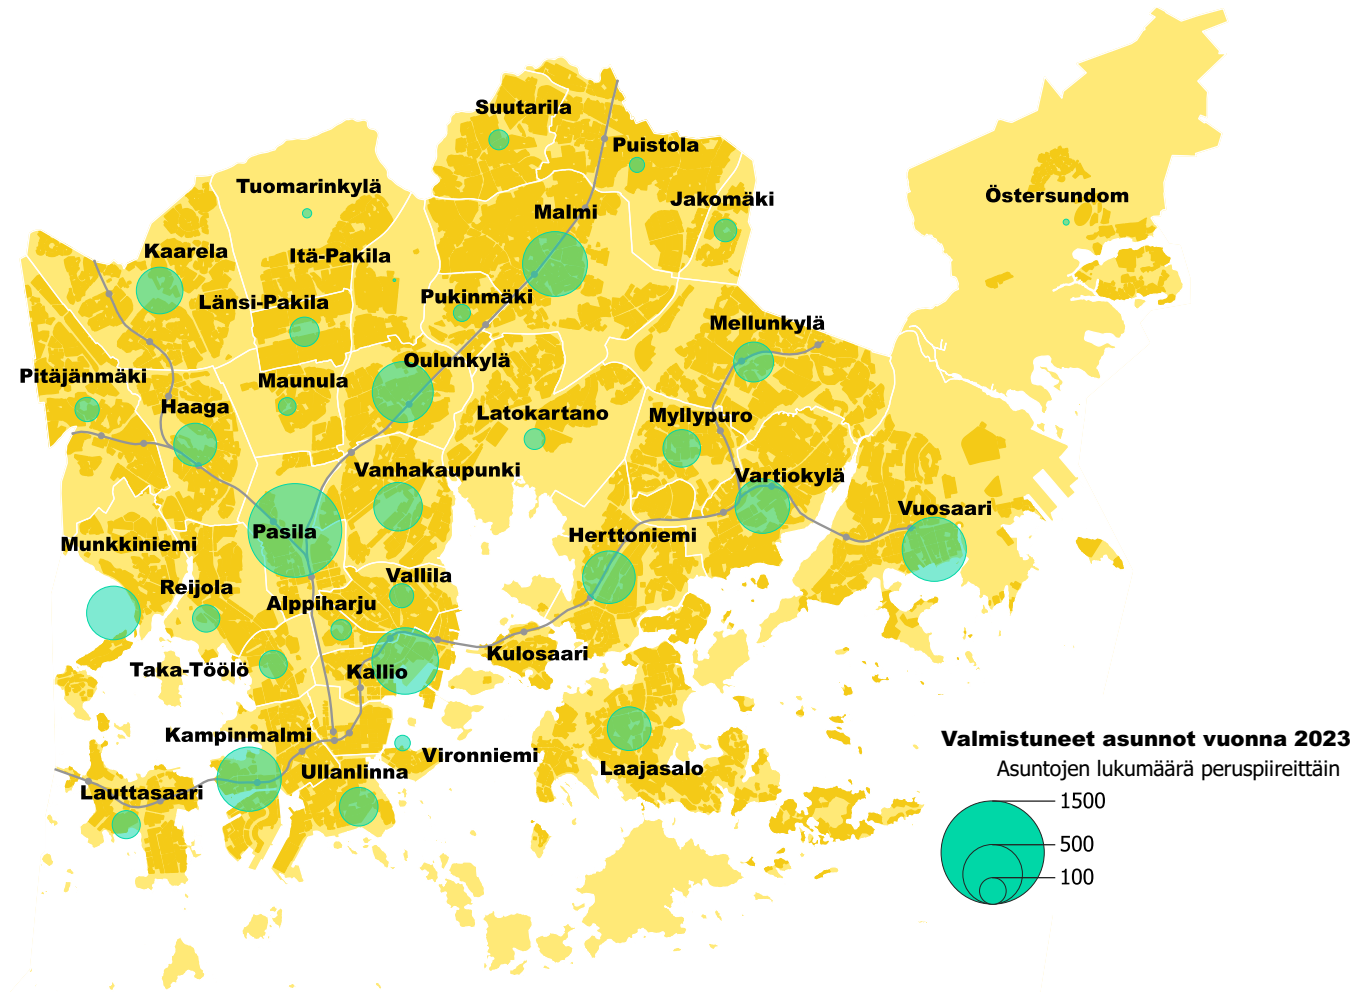 Suutarila
Puistola
Tuomarinkylä
Jakomäki
Östersundom
Malmi
Kaarela
Itä-Pakila
Länsi-Pakila
Pukinmäki
Mellunkylä
Oulunkylä
Pitäjänmäki
Maunula
Haaga
Latokartano
Myllypuro
Vanhakaupunki
Vartiokylä
Vuosaari
Pasila
Herttoniemi
Munkkiniemi
Vallila
Reijola
Alppiharju
Kulosaari
Taka-Töölö
Kallio
Kampinmalmi
Valmistuneet asunnot vuonna 2023
Vironniemi
Asuntojen lukumäärä peruspiireittäin
Ullanlinna
Laajasalo
Lauttasaari
1500
500
100